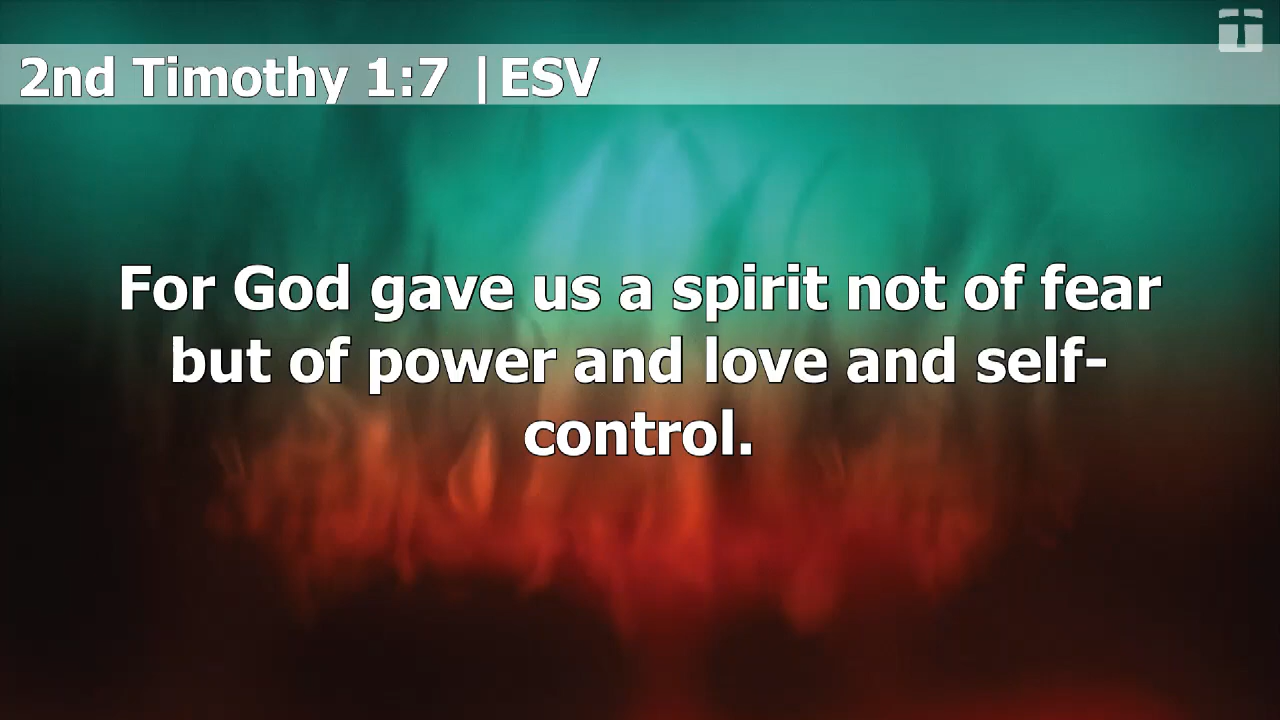 2nd Timothy 1:7 |ESV
For God gave us a spirit not of fear
but of power and love and self-
control.